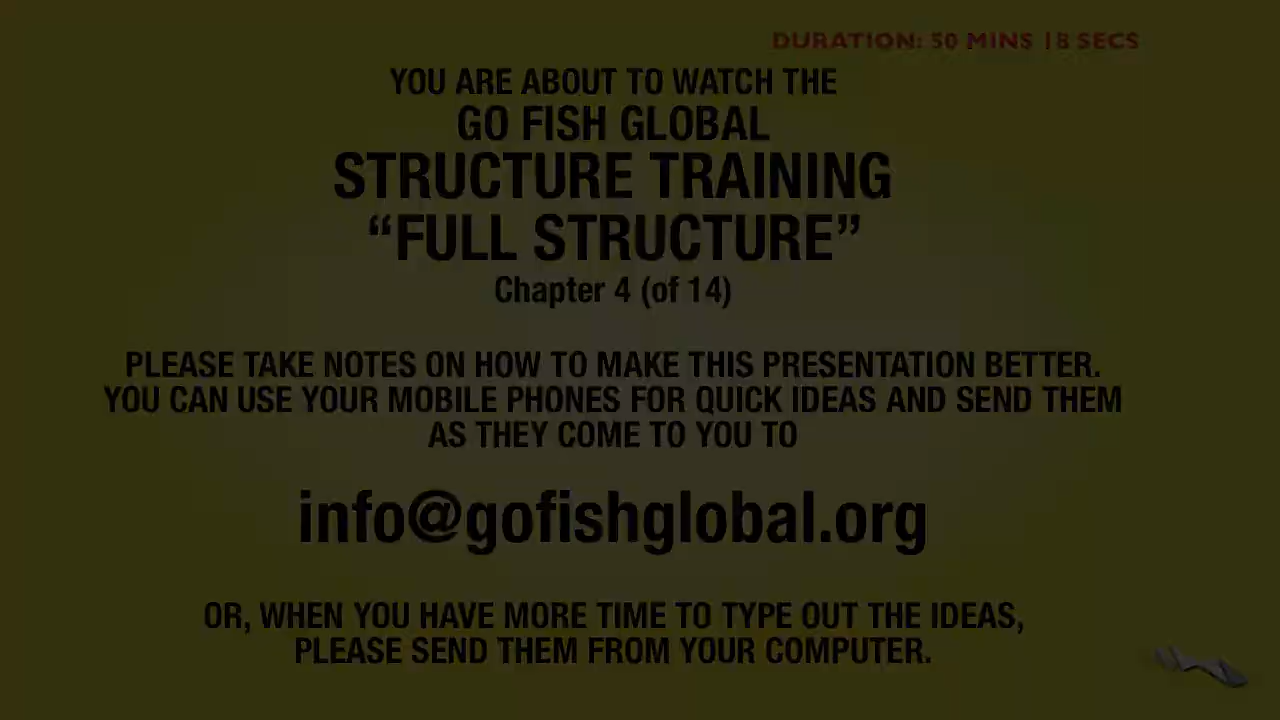 DURATION: 50 MINS 18 SECS
YOU ARE ABOUT TO WATCH THE
GO FISH GLOBAL
STRUCTURE TRAINING
“FULL STRUCTURE”
Chapter 4 (of 14)
PLEASE TAKE NOTES ON HOW TO MAKE THIS PRESENTATION BETTER.
YOU CAN USE YOUR MOBILE PHONES FOR QUICK IDEAS AND SEND THEM
AS THEY COME TO YOU TO
info@gofishglobal.org
OR, WHEN YOU HAVE MORE TIME TO TYPE OUT THE IDEAS,
PLEASE SEND THEM FROM YOUR COMPUTER.